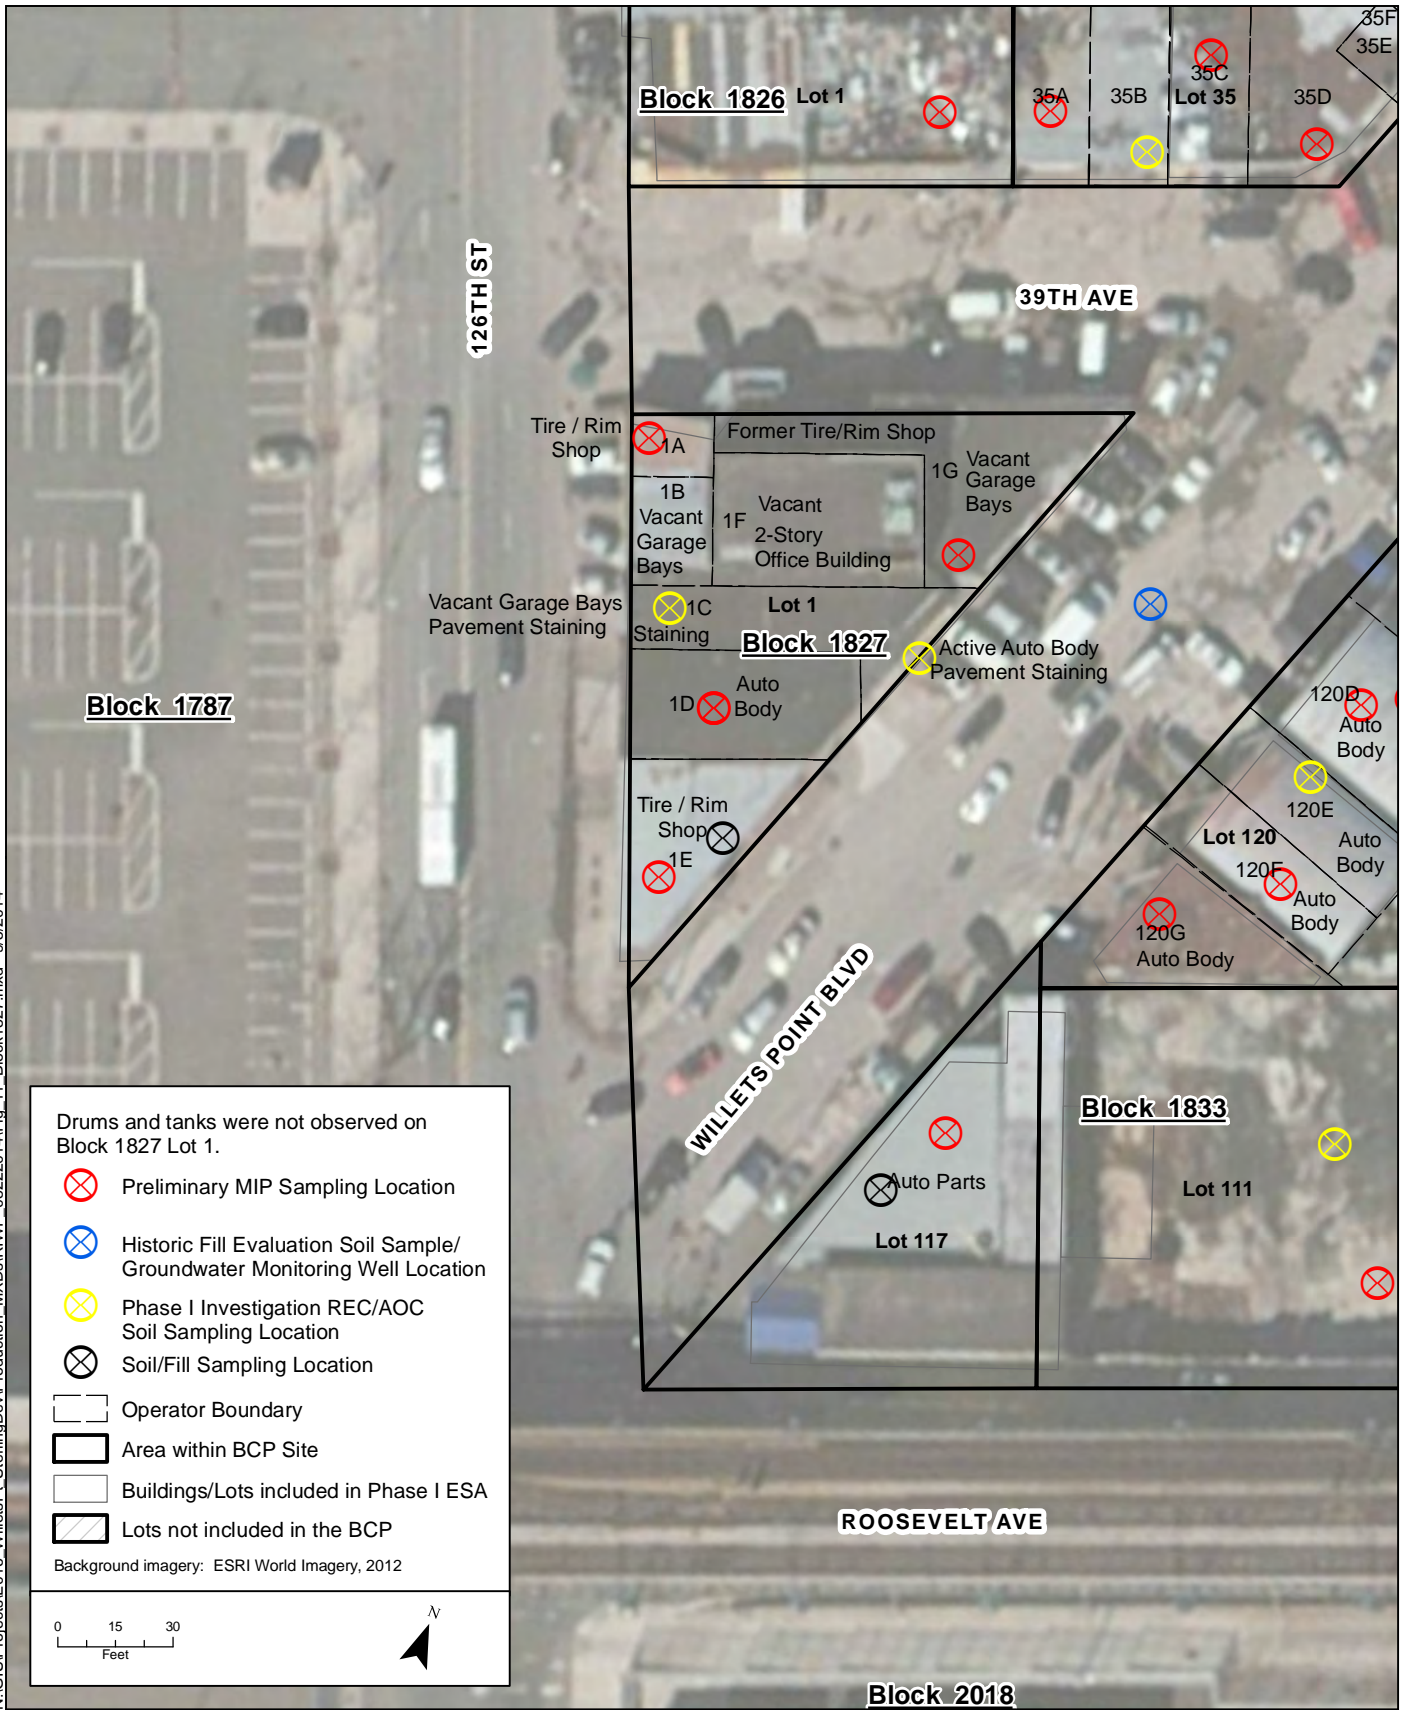 35F
35E
35C
Block 1826 Lot 1
35A
35B
Lot 35
35D
126TH ST
39TH AVE
Tire / Rim
Shop
1A
Former Tire/Rim Shop
1B
Vacant
Garage
Bays
1F
Vacant
2-Story
Office Building
1G
Vacant
Garage
Bays
Vacant Garage Bays
Pavement Staining
1C
Staining
Lot 1
Block 1827
Active Auto Body
Pavement Staining
Block 1787
1D
Auto
Body
120D
Auto
Body
Tire / Rim
Shop
1E
120E
Auto
Body
Lot 120
120F
Auto
Body
120G
Auto Body
WILLETS POINT BLVD
Block 1833
Auto Parts
Lot 117
Lot 111
Drums and tanks were not observed on
Block 1827 Lot 1.
Preliminary MIP Sampling Location
Historic Fill Evaluation Soil Sample/
Groundwater Monitoring Well Location
Phase I Investigation REC/AOC
Soil Sampling Location
Soil/Fill Sampling Location
Operator Boundary
Area within BCP Site
Buildings/Lots included in Phase I ESA
Lots not included in the BCP
Background imagery: ESRI World Imagery, 2012
0 15 30
Feet
N
ROOSEVELT AVE
Block 2018